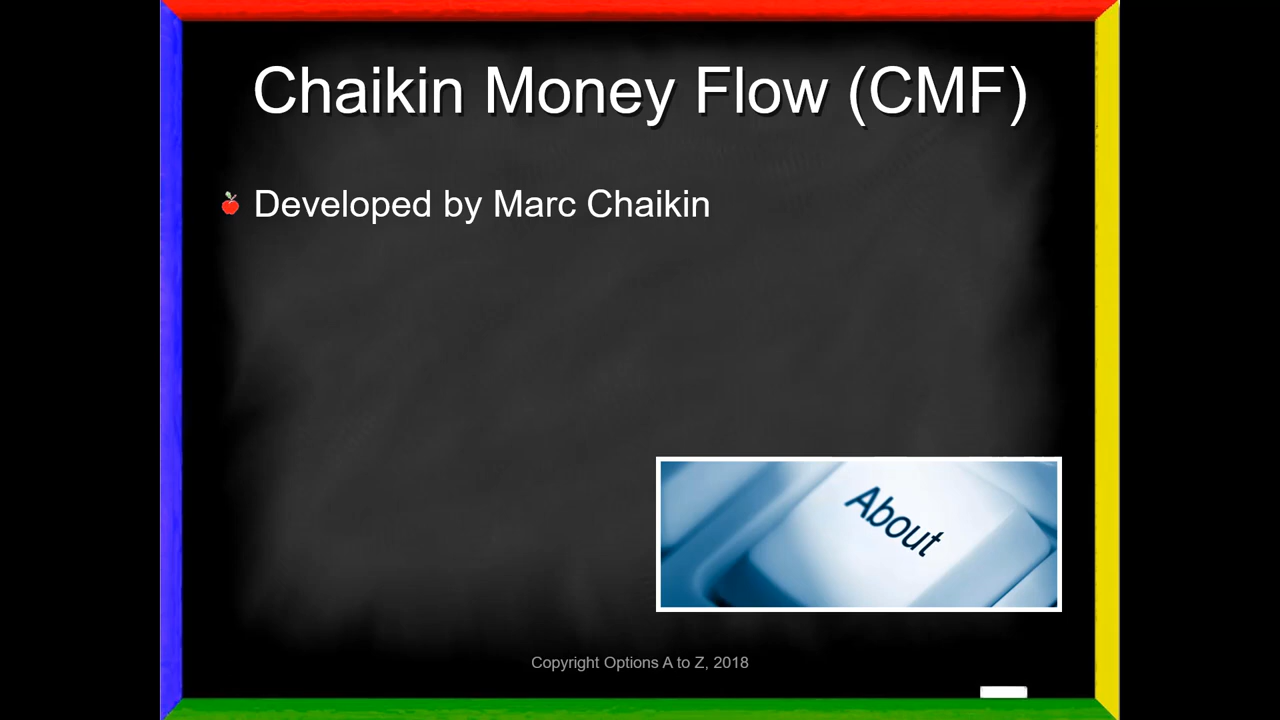 Chaikin Money Flow (CMF)
Developed by Marc Chaikin
About
Copyright Options A to Z, 2018